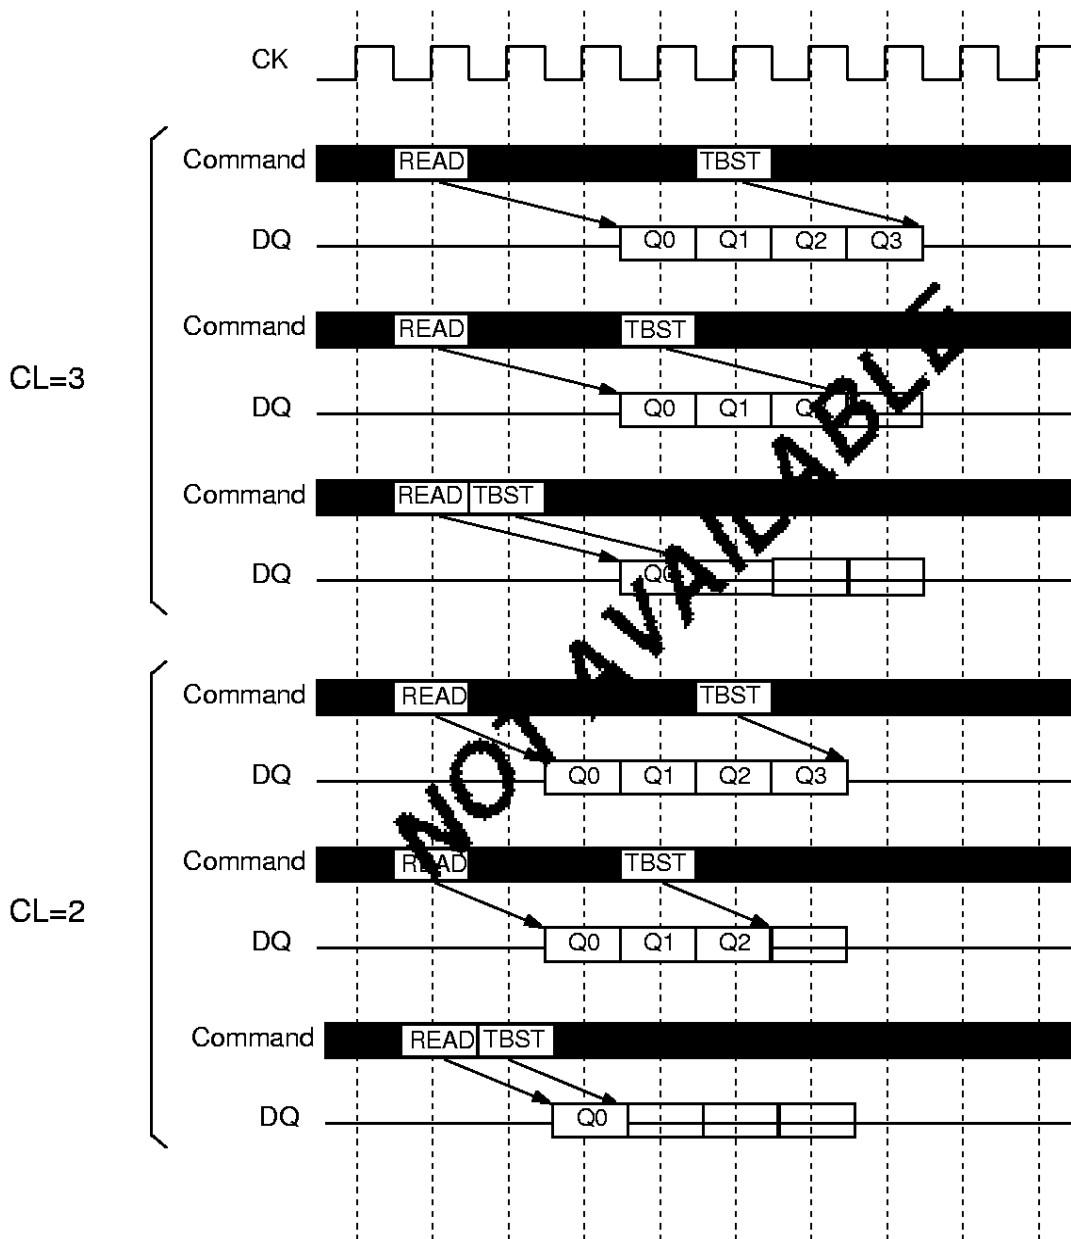 CK
Command READ TBST
DQ Q0 Q1 Q2 Q3
Command READ TBST
CL=3
DQ Q0 Q1
Command READ TBST
DQ
Command READ TBST
DQ Q0 Q1 Q2 Q3
Command READ TBST
CL=2
DQ Q0 Q1 Q2
Command READ TBST
DQ Q0
NOT AVAILABLE